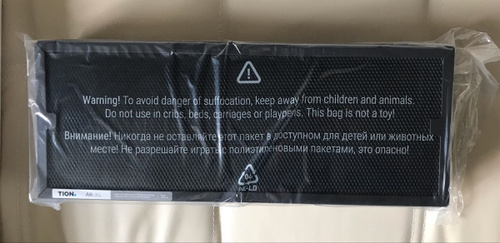 Warning! To avoid danger of suffocation, keep away from children and animals.
Do not use in cribs, beds, carriages or playpens. This bag is not a toy!
Внимание! Никогда не оставляйте этот пакет в доступном для детей или животных
месте! Не разрешайте играть с полиэтиленовыми пакетами, это опасно!
04
PE-LD
TION.